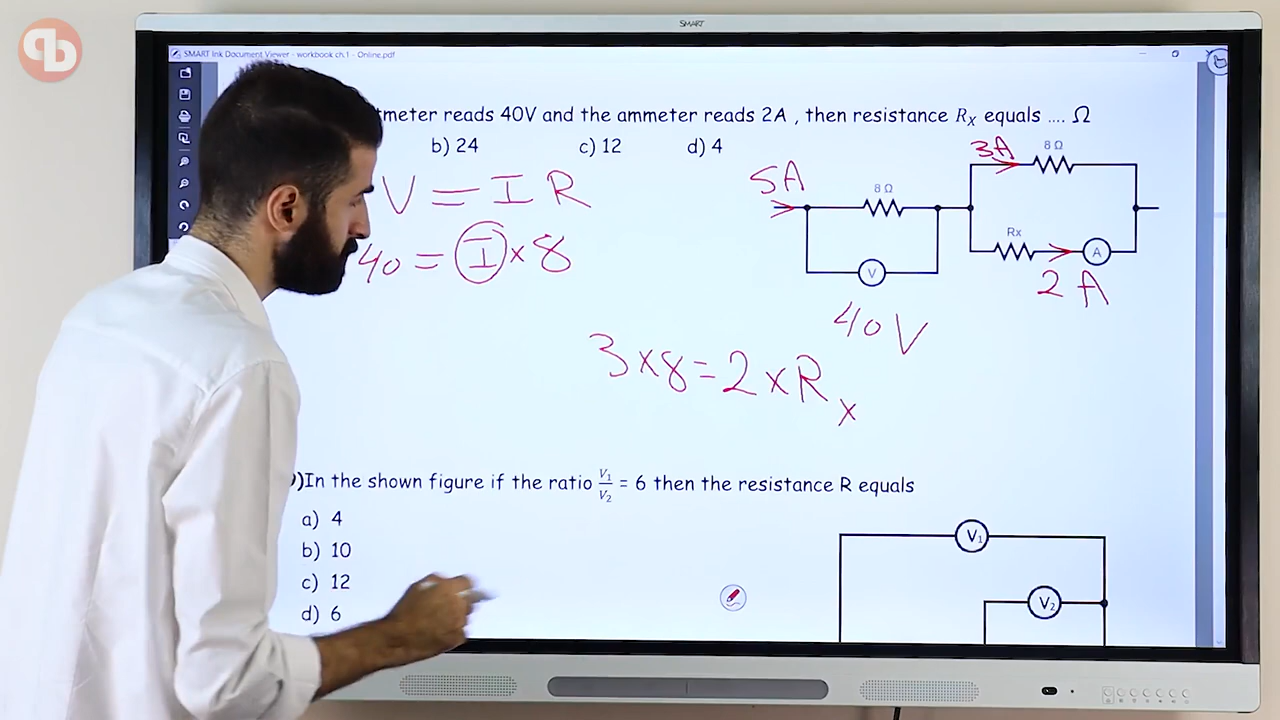 SMART
SMART Ink Document Viewer - workbook ch.1 - Online.pdf
meter reads 40V and the ammeter reads 2A , then resistance Rx equals .... Ω
b) 24 c) 12 d) 4
V = I R
40 = I × 8
5A
8 Ω
V
40 V
3A
8 Ω
Rx
A
2 A
3×8=2×Rx
)In the shown figure if the ratio V1/V2 = 6 then the resistance R equals
a) 4
b) 10
c) 12
d) 6
V1
V2